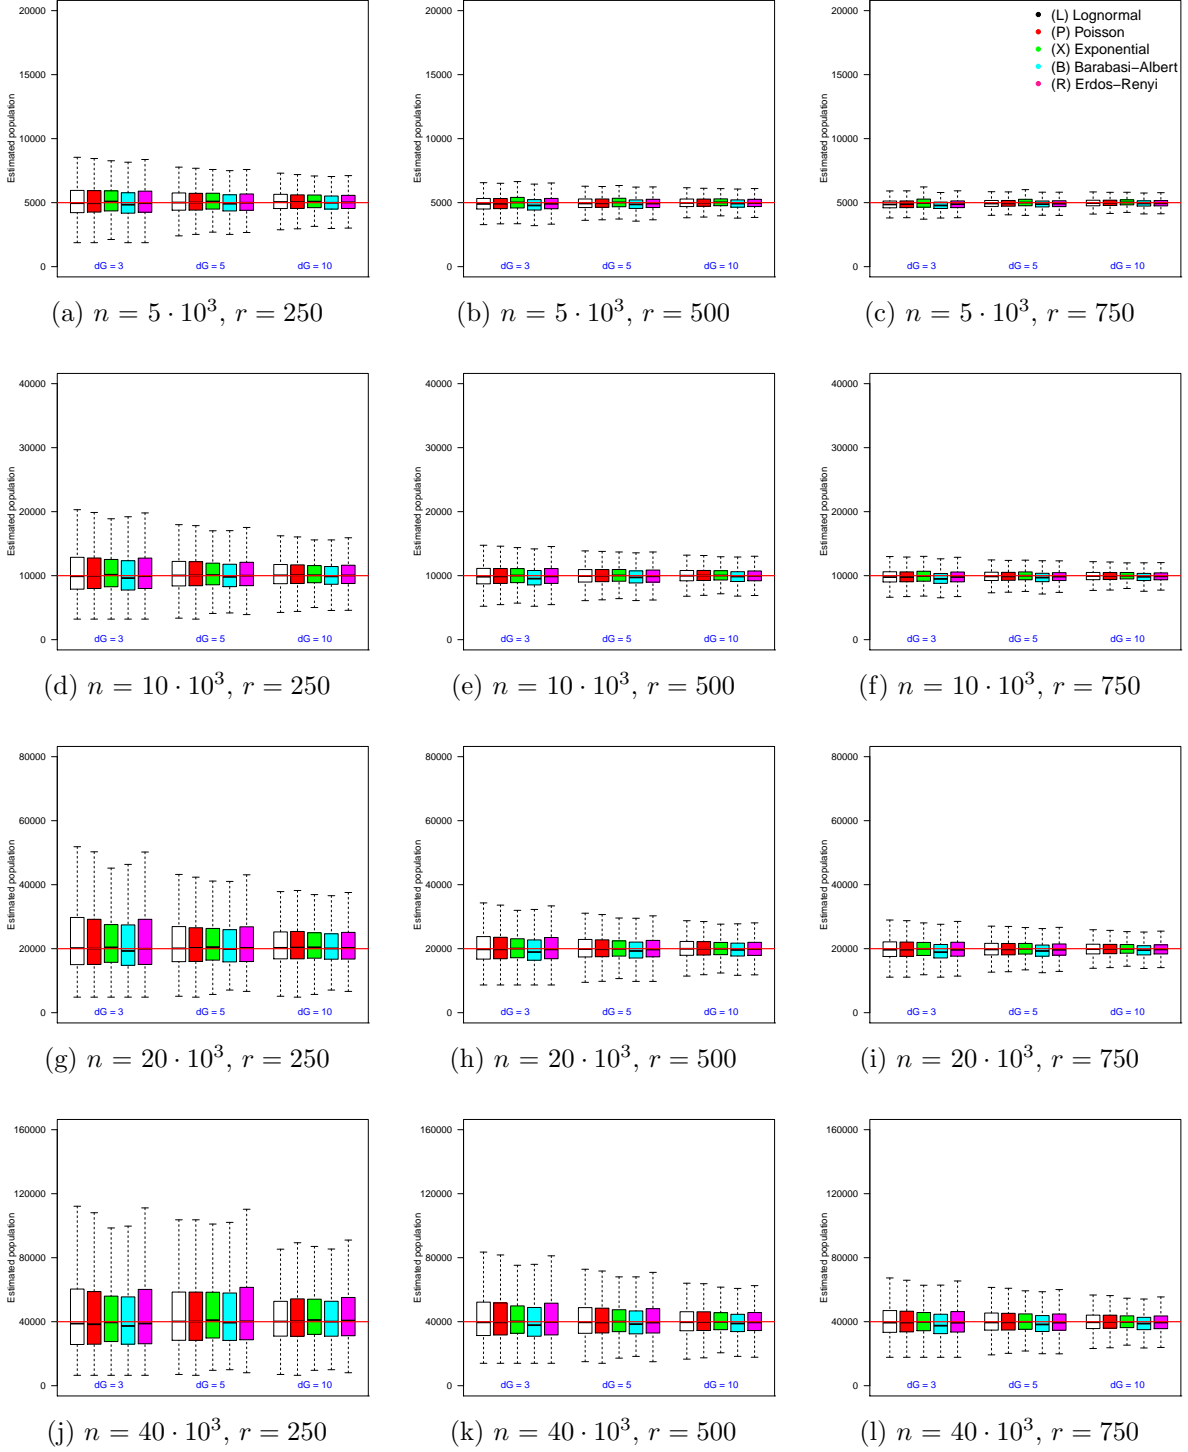 Estimated population
20000
15000
10000
5000
0
dG = 3
dG = 5
dG = 10
(a) n = 5 · 10³, r = 250
Estimated population
20000
15000
10000
5000
0
dG = 3
dG = 5
dG = 10
(b) n = 5 · 10³, r = 500
Estimated population
20000
15000
10000
5000
0
(L) Lognormal
(P) Poisson
(X) Exponential
(B) Barabasi−Albert
(R) Erdos−Renyi
dG = 3
dG = 5
dG = 10
(c) n = 5 · 10³, r = 750
Estimated population
40000
30000
20000
10000
0
dG = 3
dG = 5
dG = 10
(d) n = 10 · 10³, r = 250
Estimated population
40000
30000
20000
10000
0
dG = 3
dG = 5
dG = 10
(e) n = 10 · 10³, r = 500
Estimated population
40000
30000
20000
10000
0
dG = 3
dG = 5
dG = 10
(f) n = 10 · 10³, r = 750
Estimated population
80000
60000
40000
20000
0
dG = 3
dG = 5
dG = 10
(g) n = 20 · 10³, r = 250
Estimated population
80000
60000
40000
20000
0
dG = 3
dG = 5
dG = 10
(h) n = 20 · 10³, r = 500
Estimated population
80000
60000
40000
20000
0
dG = 3
dG = 5
dG = 10
(i) n = 20 · 10³, r = 750
Estimated population
160000
120000
80000
40000
0
dG = 3
dG = 5
dG = 10
(j) n = 40 · 10³, r = 250
Estimated population
160000
120000
80000
40000
0
dG = 3
dG = 5
dG = 10
(k) n = 40 · 10³, r = 500
Estimated population
160000
120000
80000
40000
0
dG = 3
dG = 5
dG = 10
(l) n = 40 · 10³, r = 750